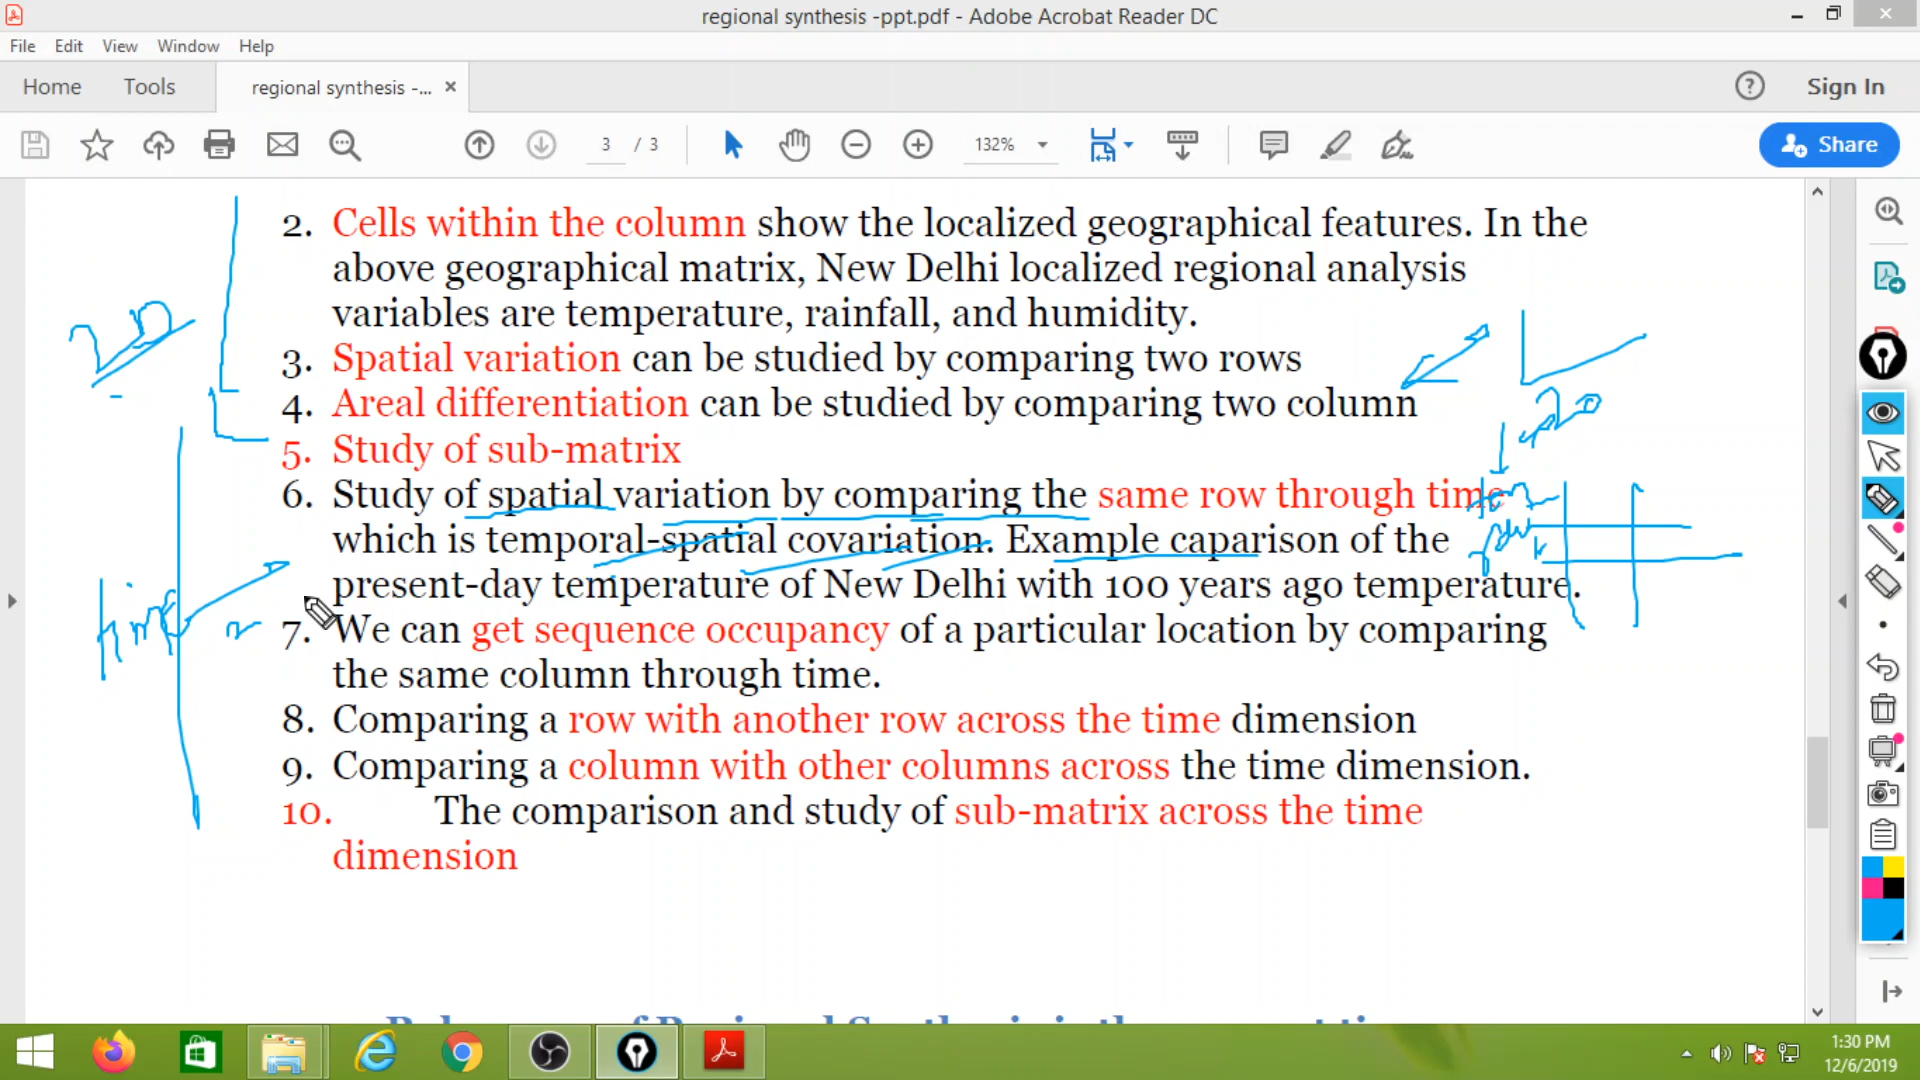 regional synthesis -ppt.pdf - Adobe Acrobat Reader DC
File Edit View Window Help
Home Tools regional synthesis -... × Sign In
3 / 3 132% Share
2. Cells within the column show the localized geographical features. In the
above geographical matrix, New Delhi localized regional analysis
variables are temperature, rainfall, and humidity.
3. Spatial variation can be studied by comparing two rows
4. Areal differentiation can be studied by comparing two column
5. Study of sub-matrix
6. Study of spatial variation by comparing the same row through time
which is temporal-spatial covariation. Example caparison of the
present-day temperature of New Delhi with 100 years ago temperature.
7. We can get sequence occupancy of a particular location by comparing
the same column through time.
8. Comparing a row with another row across the time dimension
9. Comparing a column with other columns across the time dimension.
10. The comparison and study of sub-matrix across the time
dimension
2D
time
1:30 PM
12/6/2019